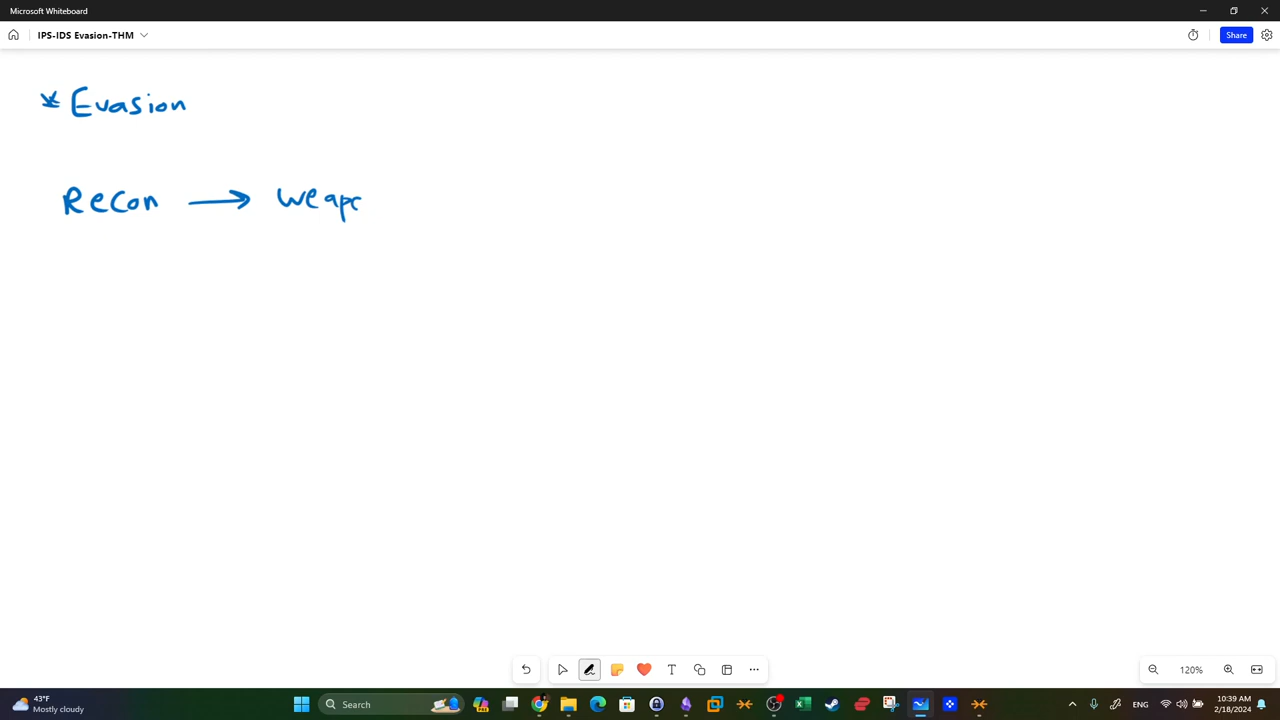 Microsoft Whiteboard
IPS-IDS Evasion-THM
Share
* Evasion
Recon → Weapo
T
120%
43°F
Mostly cloudy
Search
ENG
10:39 AM
2/18/2024